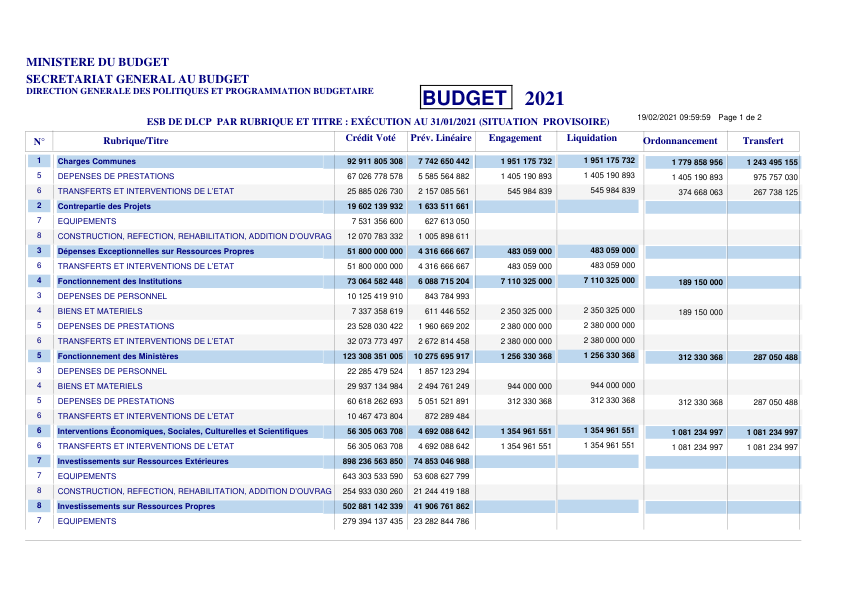 MINISTERE DU BUDGET
SECRETARIAT GENERAL AU BUDGET
DIRECTION GENERALE DES POLITIQUES ET PROGRAMMATION BUDGETAIRE
BUDGET 2021
ESB DE DLCP PAR RUBRIQUE ET TITRE : EXÉCUTION AU 31/01/2021 (SITUATION PROVISOIRE) 19/02/2021 09:59:59 Page 1 de 2
N° Rubrique/Titre Crédit Voté Prév. Linéaire Engagement Liquidation Ordonnancement Transfert
1 Charges Communes 92 911 805 308 7 742 650 442 1 951 175 732 1 951 175 732 1 779 858 956 1 243 495 155
5 DEPENSES DE PRESTATIONS 67 026 778 578 5 585 564 882 1 405 190 893 1 405 190 893 1 405 190 893 975 757 030
6 TRANSFERTS ET INTERVENTIONS DE L'ETAT 25 885 026 730 2 157 085 561 545 984 839 545 984 839 374 668 063 267 738 125
2 Contrepartie des Projets 19 602 139 932 1 633 511 661
7 EQUIPEMENTS 7 531 356 600 627 613 050
8 CONSTRUCTION, REFECTION, REHABILITATION, ADDITION D'OUVRAG 12 070 783 332 1 005 898 611
3 Dépenses Exceptionnelles sur Ressources Propres 51 800 000 000 4 316 666 667 483 059 000 483 059 000
6 TRANSFERTS ET INTERVENTIONS DE L'ETAT 51 800 000 000 4 316 666 667 483 059 000 483 059 000
4 Fonctionnement des Institutions 73 064 582 448 6 088 715 204 7 110 325 000 7 110 325 000 189 150 000
3 DEPENSES DE PERSONNEL 10 125 419 910 843 784 993
4 BIENS ET MATERIELS 7 337 358 619 611 446 552 2 350 325 000 2 350 325 000 189 150 000
5 DEPENSES DE PRESTATIONS 23 528 030 422 1 960 669 202 2 380 000 000 2 380 000 000
6 TRANSFERTS ET INTERVENTIONS DE L'ETAT 32 073 773 497 2 672 814 458 2 380 000 000 2 380 000 000
5 Fonctionnement des Ministères 123 308 351 005 10 275 695 917 1 256 330 368 1 256 330 368 312 330 368 287 050 488
3 DEPENSES DE PERSONNEL 22 285 479 524 1 857 123 294
4 BIENS ET MATERIELS 29 937 134 984 2 494 761 249 944 000 000 944 000 000
5 DEPENSES DE PRESTATIONS 60 618 262 693 5 051 521 891 312 330 368 312 330 368 312 330 368 287 050 488
6 TRANSFERTS ET INTERVENTIONS DE L'ETAT 10 467 473 804 872 289 484
6 Interventions Économiques, Sociales, Culturelles et Scientifiques 56 305 063 708 4 692 088 642 1 354 961 551 1 354 961 551 1 081 234 997 1 081 234 997
6 TRANSFERTS ET INTERVENTIONS DE L'ETAT 56 305 063 708 4 692 088 642 1 354 961 551 1 354 961 551 1 081 234 997 1 081 234 997
7 Investissements sur Ressources Extérieures 898 236 563 850 74 853 046 988
7 EQUIPEMENTS 643 303 533 590 53 608 627 799
8 CONSTRUCTION, REFECTION, REHABILITATION, ADDITION D'OUVRAG 254 933 030 260 21 244 419 188
8 Investissements sur Ressources Propres 502 881 142 339 41 906 761 862
7 EQUIPEMENTS 279 394 137 435 23 282 844 786